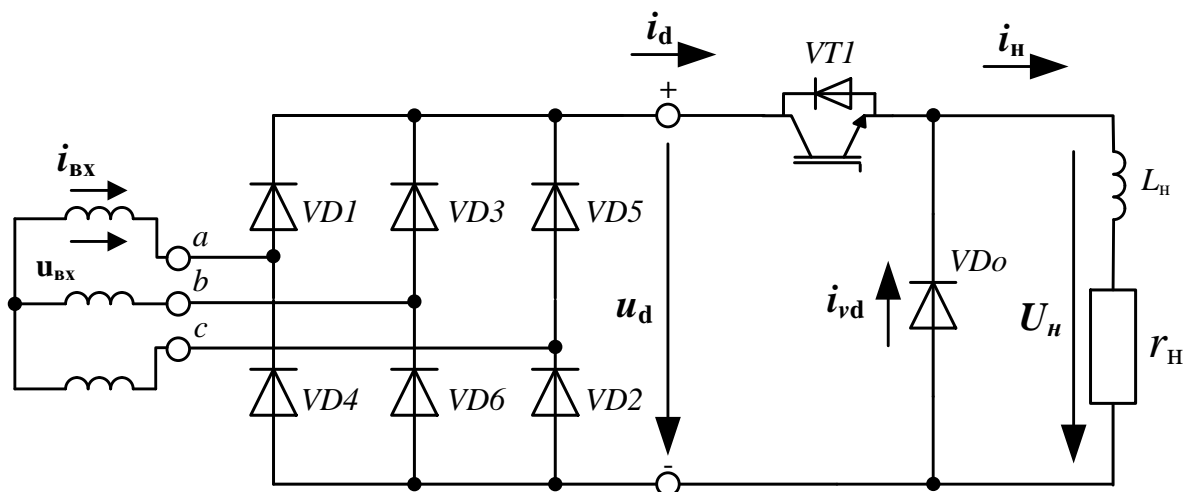 i_d
i_н
VT1
+
i_вх
VD1
VD3
VD5
L_н
a
u_вх
b
c
VDo
i_vd
u_d
U_н
r_н
VD4
VD6
VD2
-